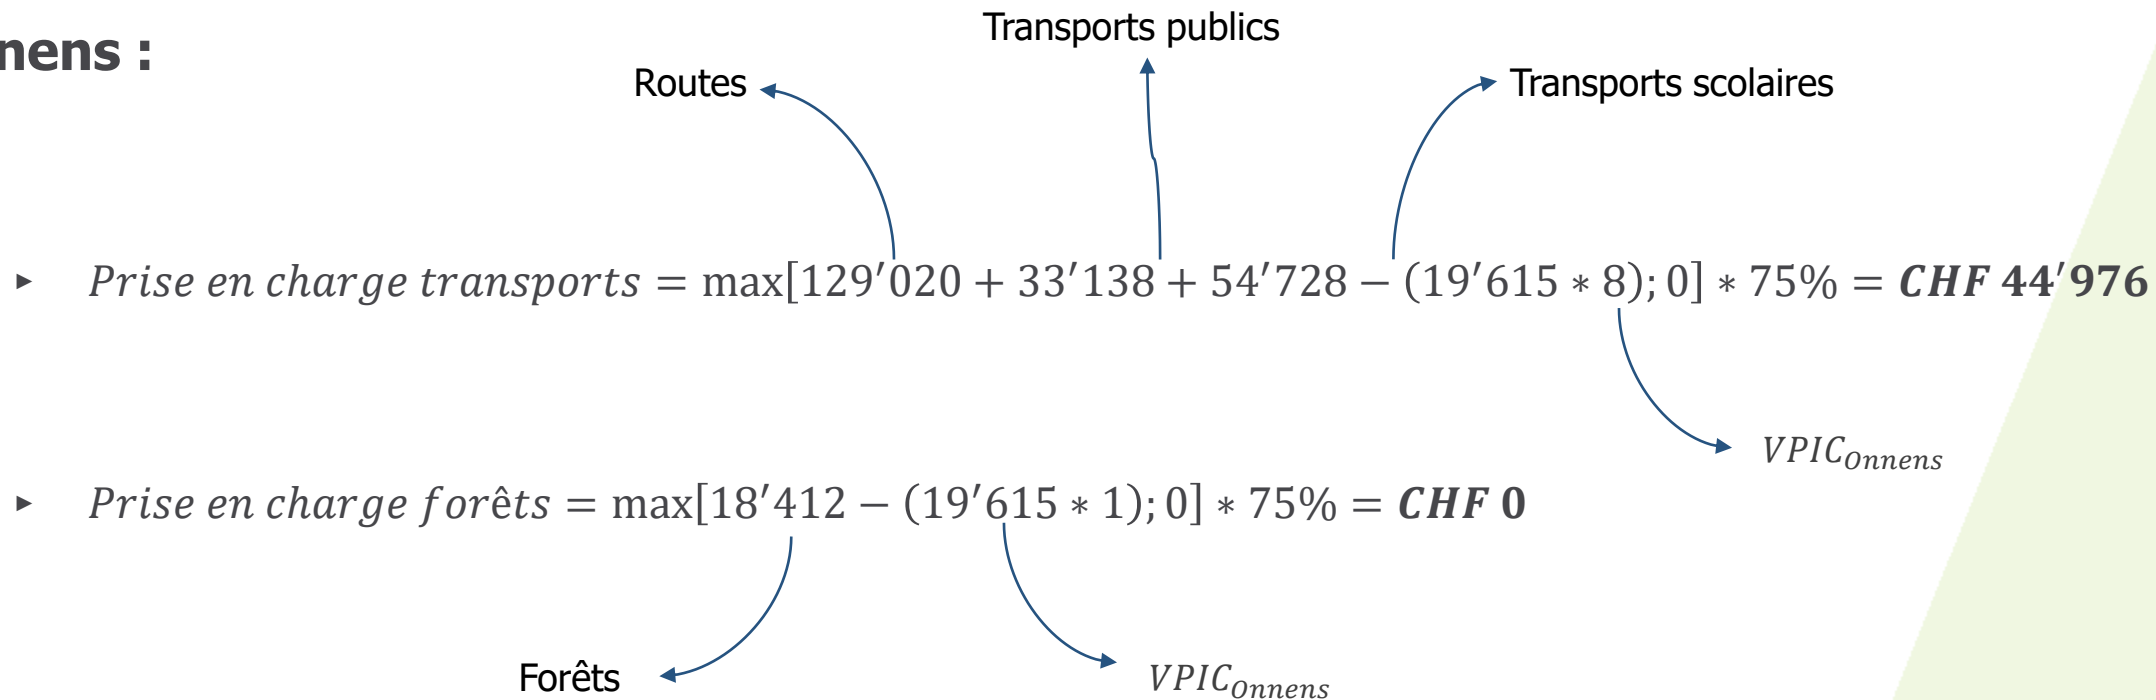 nens :
Transports publics
Routes
Transports scolaires
▸ Prise en charge transports = max[129′020 + 33′138 + 54′728 − (19′615 ∗ 8); 0] ∗ 75% = CHF 44′976
VPIC_Onnens
▸ Prise en charge forêts = max[18′412 − (19′615 ∗ 1); 0] ∗ 75% = CHF 0
Forêts
VPIC_Onnens